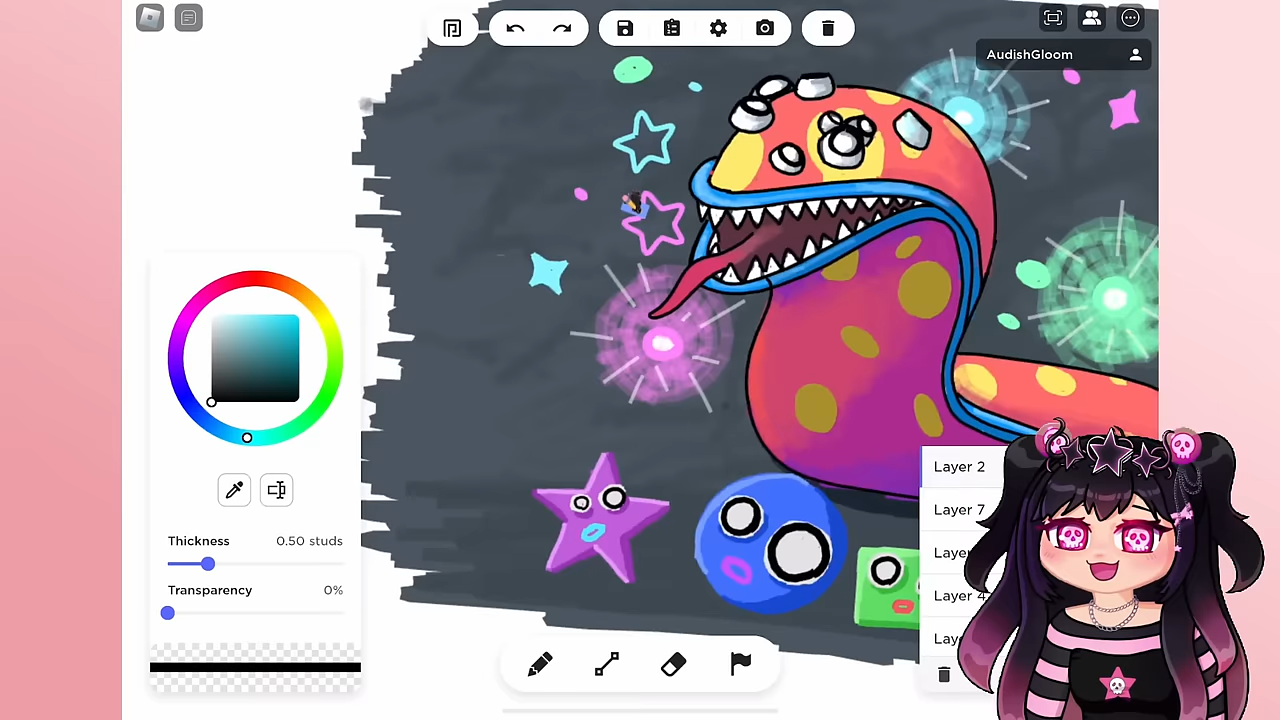 AudishGloom
Thickness 0.50 studs
Transparency 0%
Layer 2
Layer 7
Layer 4